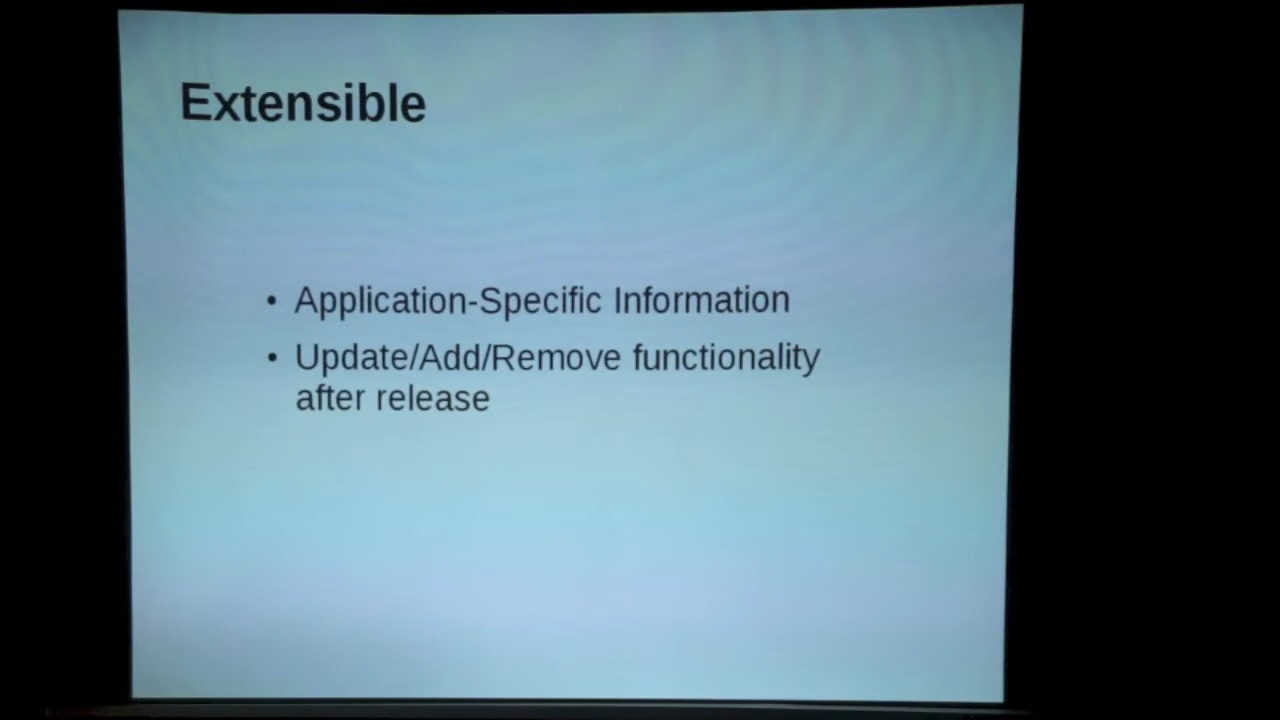 Extensible
• Application-Specific Information
• Update/Add/Remove functionality
after release